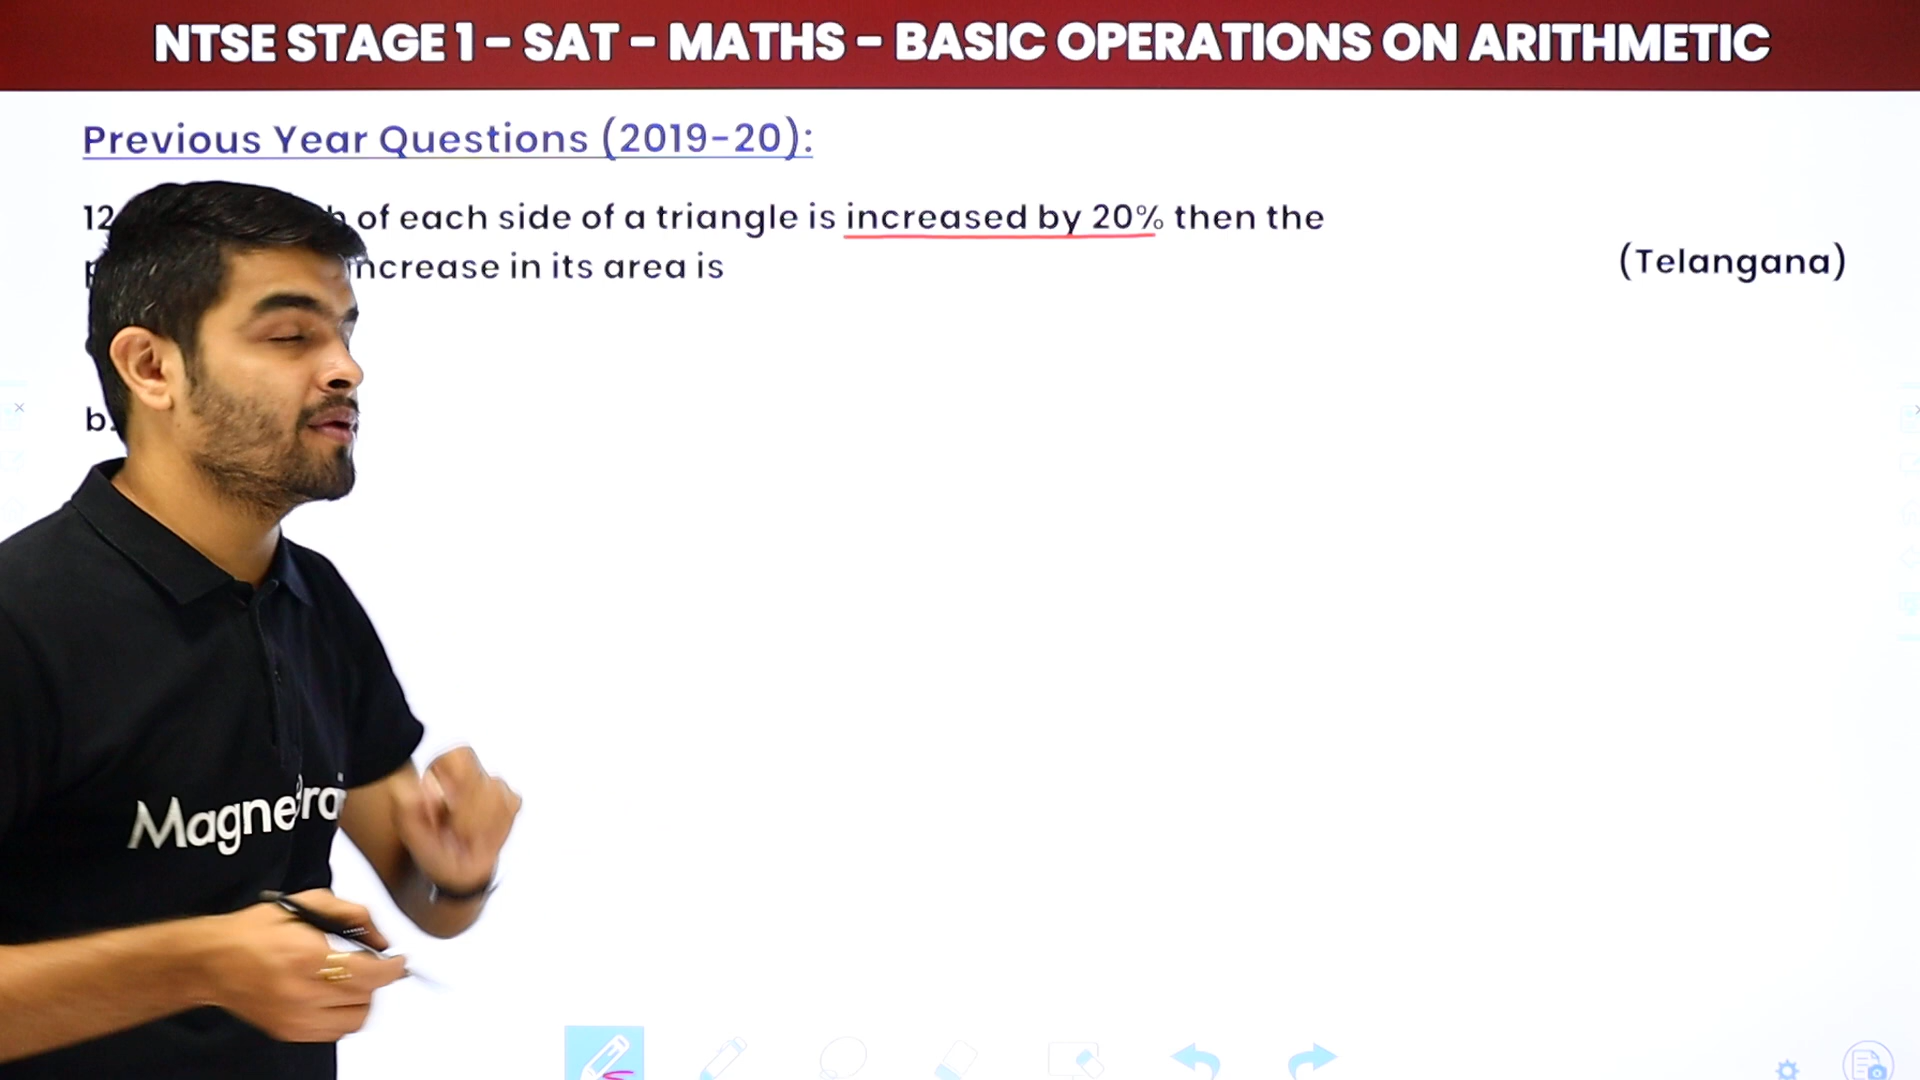 NTSE STAGE 1 - SAT - MATHS - BASIC OPERATIONS ON ARITHMETIC
Previous Year Questions (2019-20):
12 of each side of a triangle is increased by 20% then the
increase in its area is
(Telangana)
b.
Magne